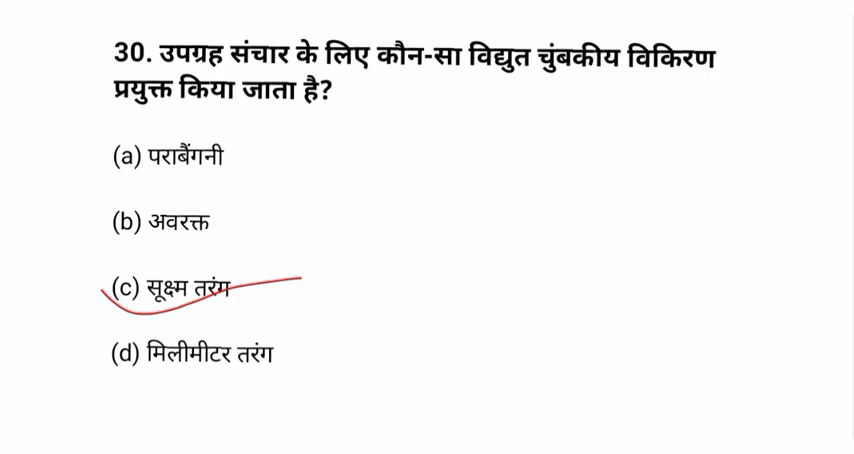 30. उपग्रह संचार के लिए कौन-सा विद्युत चुंबकीय विकिरण
प्रयुक्त किया जाता है?
(a) पराबैंगनी
(b) अवरक्त
(c) सूक्ष्म तरंग
(d) मिलीमीटर तरंग